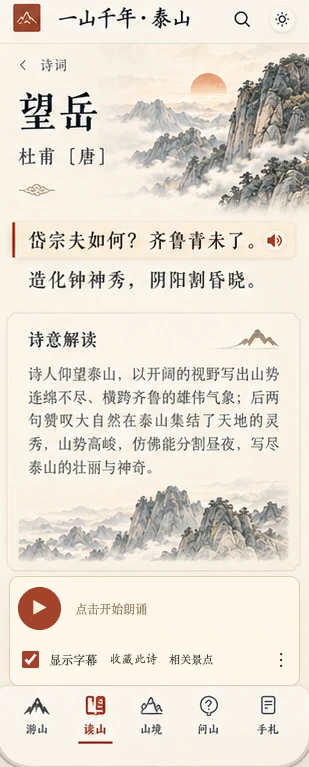 一山千年·泰山
诗词
望岳
杜甫［唐］
岱宗夫如何？齐鲁青未了。
造化钟神秀，阴阳割昏晓。
诗意解读
诗人仰望泰山，以开阔的视野写出山势
连绵不尽、横跨齐鲁的雄伟气象；后两
句赞叹大自然在泰山集结了天地的灵
秀，山势高峻，仿佛能分割昼夜，写尽
泰山的壮丽与神奇。
点击开始朗诵
显示字幕 收藏此诗 相关景点
游山 读山 山境 问山 手札